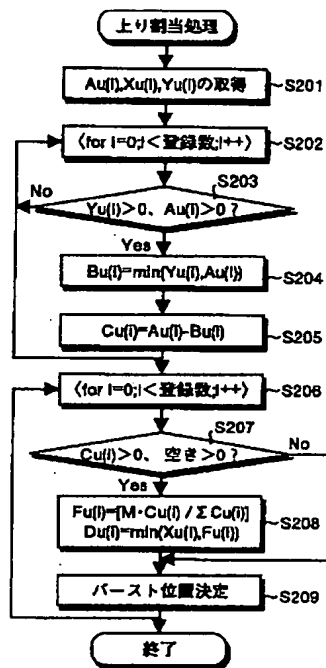 上り割当処理
Au(i),Xu(i),Yu(i)の取得
S201
〈for i=0;i<登録数;i++〉
S202
S203
No
Yu(i)>0、Au(i)>0？
Yes
Bu(i)=min(Yu(i),Au(i))
S204
Cu(i)=Au(i)-Bu(i)
S205
〈for i=0;i<登録数;i++〉
S206
S207
No
Cu(i)>0、空き>0？
Yes
Fu(i)=[M・Cu(i) / ΣCu(i)]
Du(i)=min(Xu(i),Fu(i))
S208
バースト位置決定
S209
終了